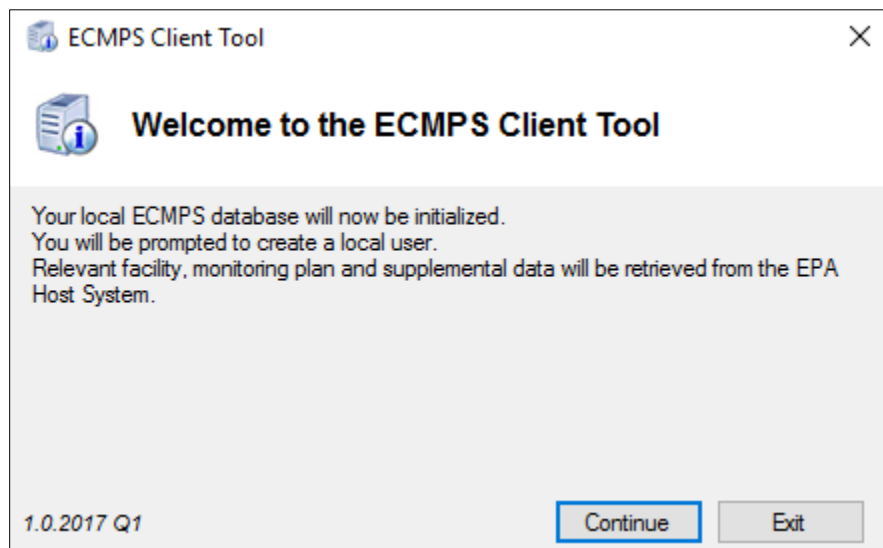 ECMPS Client Tool
Welcome to the ECMPS Client Tool
Your local ECMPS database will now be initialized.
You will be prompted to create a local user.
Relevant facility, monitoring plan and supplemental data will be retrieved from the EPA
Host System.
1.0.2017 Q1
Continue
Exit